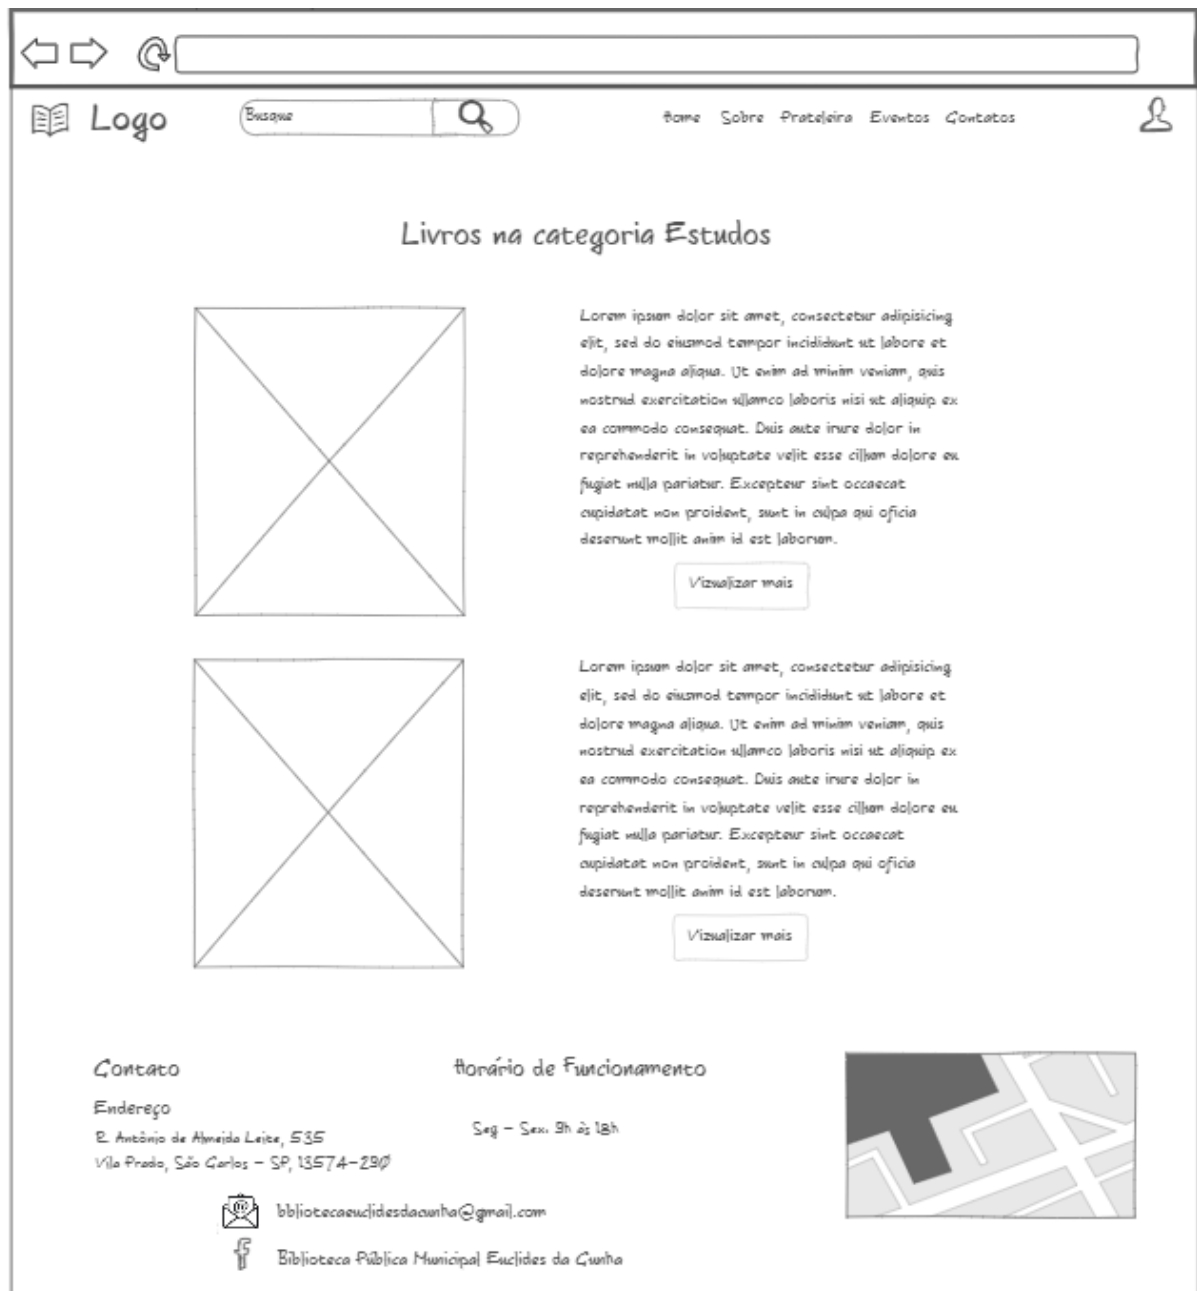 Logo
Busque
Home Sobre Prateleira Eventos Contatos
Livros na categoria Estudos
Lorem ipsum dolor sit amet, consectetur adipisicing
elit, sed do eiusmod tempor incididunt ut labore et
dolore magna aliqua. Ut enim ad minim veniam, quis
nostrud exercitation ullamco laboris nisi ut aliquip ex
ea commodo consequat. Duis aute irure dolor in
reprehenderit in voluptate velit esse cillum dolore eu
fugiat nulla pariatur. Excepteur sint occaecat
cupidatat non proident, sunt in culpa qui oficia
deserunt mollit anim id est laborum.
Vizualizar mais
Lorem ipsum dolor sit amet, consectetur adipisicing
elit, sed do eiusmod tempor incididunt ut labore et
dolore magna aliqua. Ut enim ad minim veniam, quis
nostrud exercitation ullamco laboris nisi ut aliquip ex
ea commodo consequat. Duis aute irure dolor in
reprehenderit in voluptate velit esse cillum dolore eu
fugiat nulla pariatur. Excepteur sint occaecat
cupidatat non proident, sunt in culpa qui oficia
deserunt mollit anim id est laborum.
Vizualizar mais
Contato
Endereço
R. Antônio de Almeida Leite, 535
Vila Prado, São Carlos - SP, 13574-290
Horário de Funcionamento
Seg - Sex. 9h às 18h
bbliotecaeuclidesdacunha@gmail.com
Biblioteca Pública Municipal Euclides da Cunha